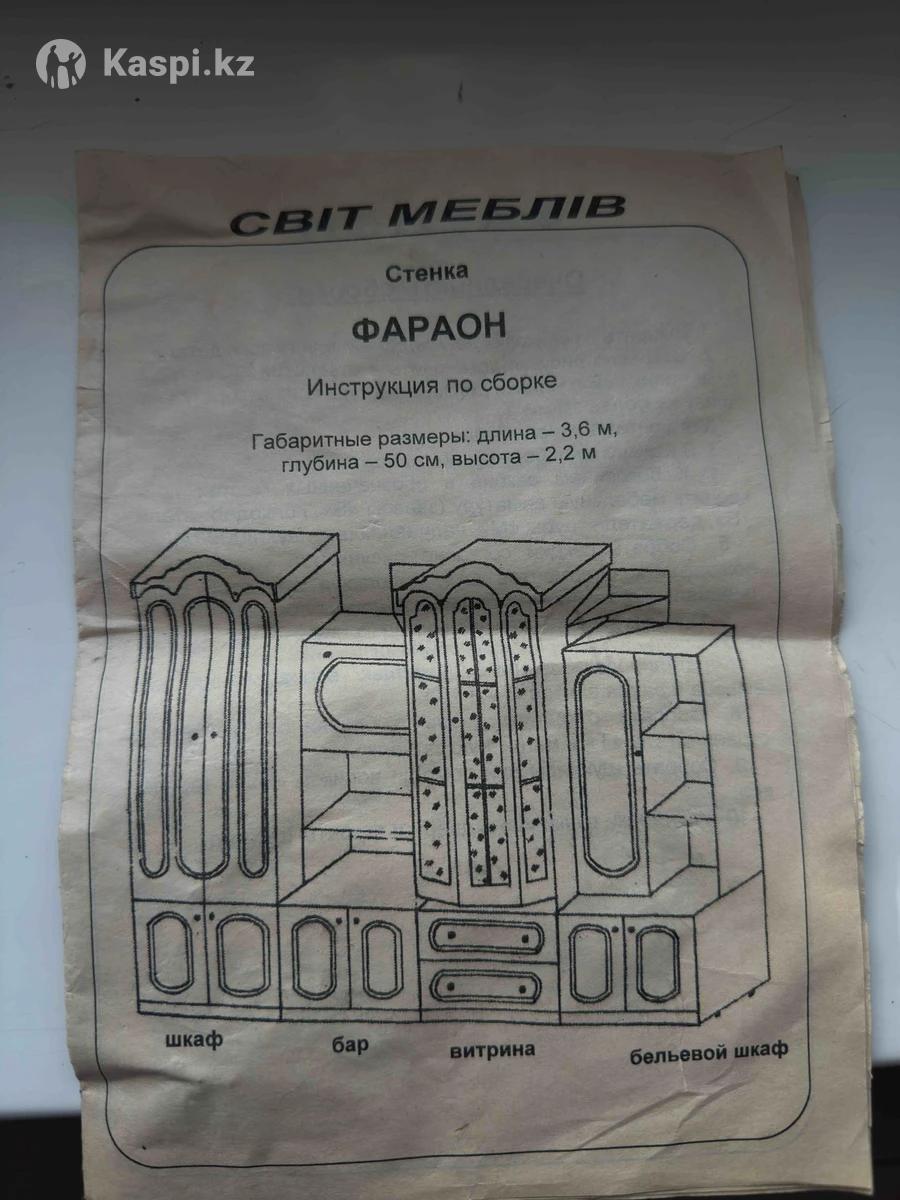 Kaspi.kz
СВІТ МЕБЛІВ
Стенка
ФАРАОН
Инструкция по сборке
Габаритные размеры: длина – 3,6 м,
глубина – 50 см, высота – 2,2 м
шкаф
бар
витрина
бельевой шкаф